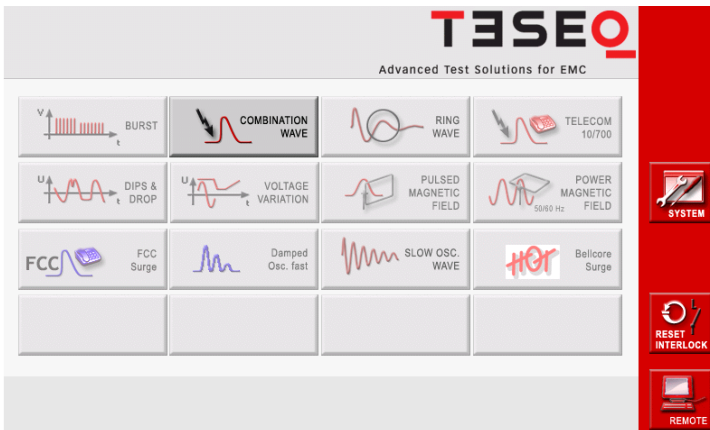 TESEQ
Advanced Test Solutions for EMC
V
t
BURST
COMBINATION
WAVE
RING
WAVE
TELECOM
10/700
U
t
DIPS &
DROP
U
t
VOLTAGE
VARIATION
PULSED
MAGNETIC
FIELD
50/60 Hz
POWER
MAGNETIC
FIELD
SYSTEM
FCC
FCC
Surge
Damped
Osc. fast
SLOW OSC.
WAVE
HOT
Bellcore
Surge
RESET
INTERLOCK
REMOTE